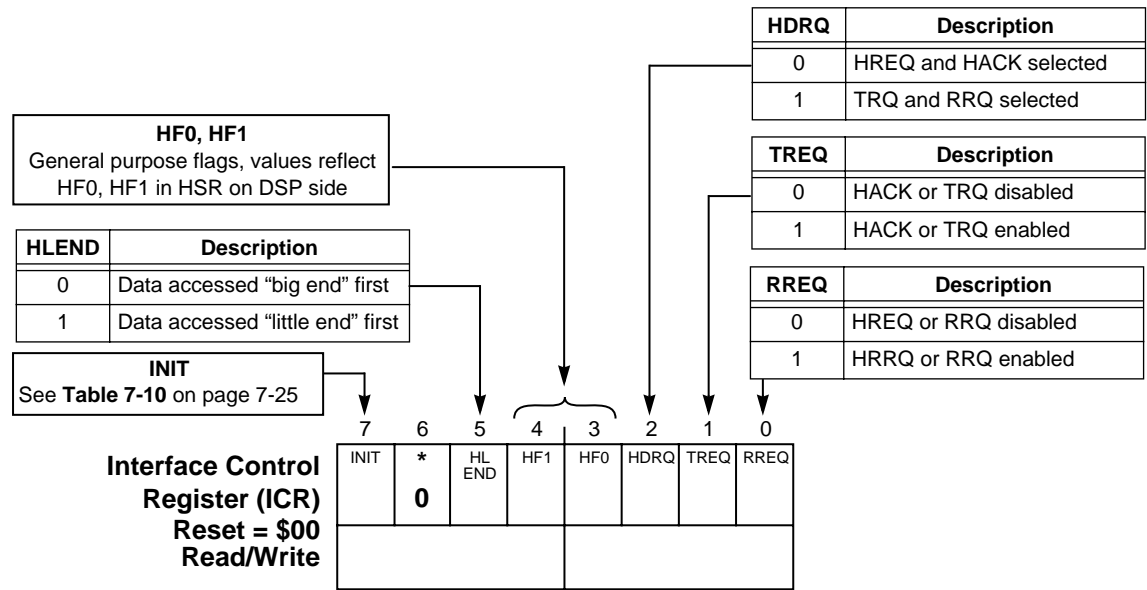 HDRQ Description
0 HREQ and HACK selected
1 TRQ and RRQ selected
HF0, HF1
General purpose flags, values reflect
HF0, HF1 in HSR on DSP side
TREQ Description
0 HACK or TRQ disabled
1 HACK or TRQ enabled
HLEND Description
0 Data accessed “big end” first
1 Data accessed “little end” first
RREQ Description
0 HREQ or RRQ disabled
1 HRRQ or RRQ enabled
INIT
See Table 7-10 on page 7-25
7 6 5 4 3 2 1 0
INIT * HL HF1 HF0 HDRQ TREQ RREQ
END
0
Interface Control
Register (ICR)
Reset = $00
Read/Write